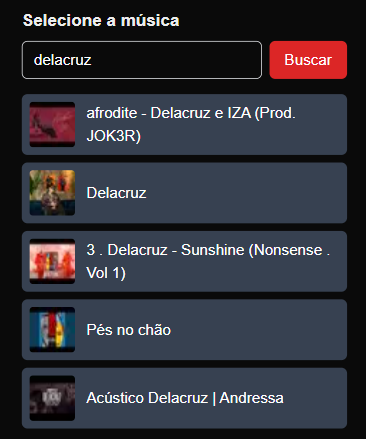 Selecione a música
delacruz
Buscar
afrodite - Delacruz e IZA (Prod.
JOK3R)
Delacruz
3 . Delacruz - Sunshine (Nonsense .
Vol 1)
Pés no chão
Acústico Delacruz | Andressa